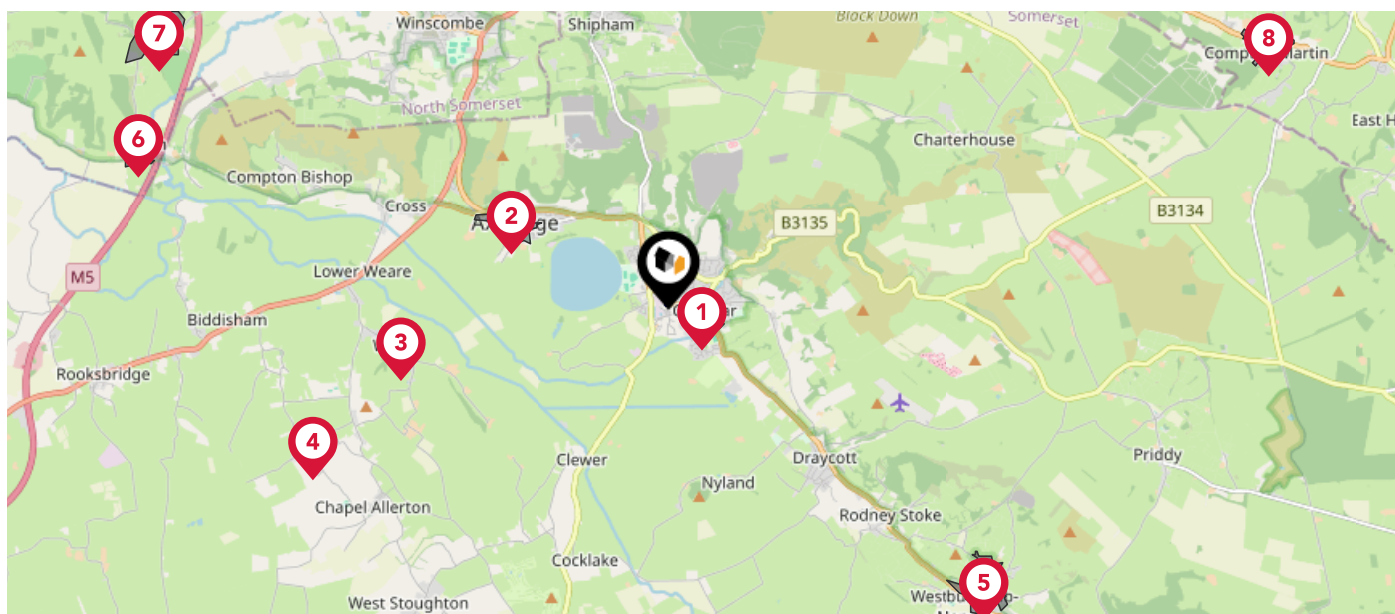 Winscombe
Shipham
Black Down
Somerset
7
8
North Somerset
Charterhouse
6
Compton Bishop
Cross
2
B3135
B3134
M5
Lower Weare
Biddisham
1
3
Rooksbridge
4
Clewer
Draycott
Priddy
Nyland
Chapel Allerton
Rodney Stoke
Cocklake
5
West Stoughton